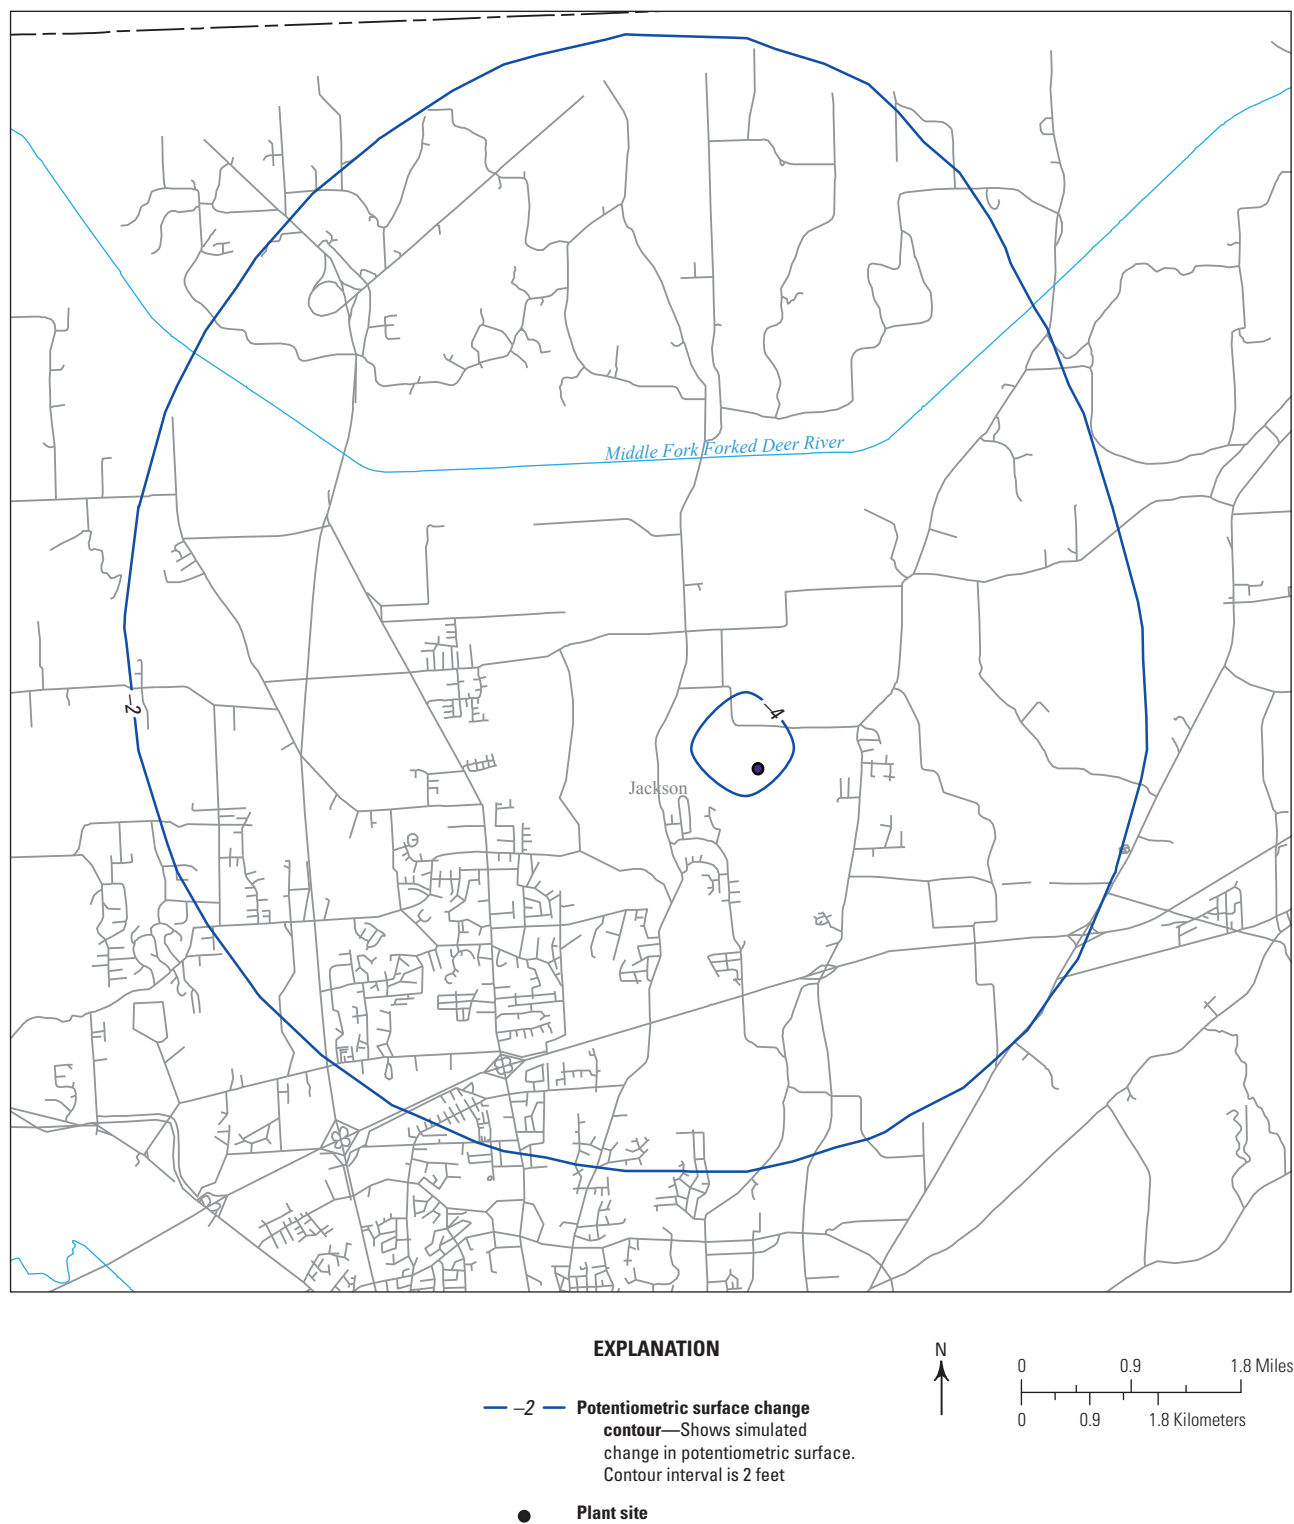 Middle Fork Forked Deer River
–2
–4
Jackson
EXPLANATION
–2
Potentiometric surface change
contour—Shows simulated
change in potentiometric surface.
Contour interval is 2 feet
Plant site
N
0 0.9 1.8 Miles
0 0.9 1.8 Kilometers